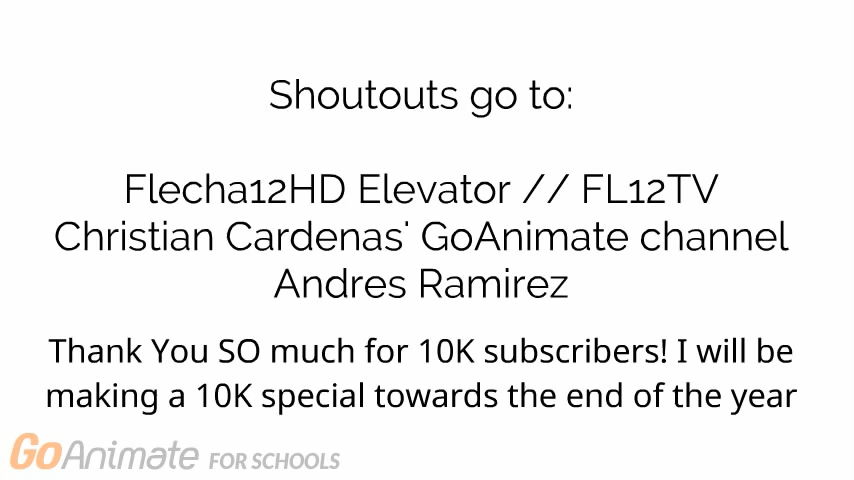 Shoutouts go to:
Flecha12HD Elevator // FL12TV
Christian Cardenas' GoAnimate channel
Andres Ramirez
Thank You SO much for 10K subscribers! I will be
making a 10K special towards the end of the year
GoAnimate FOR SCHOOLS